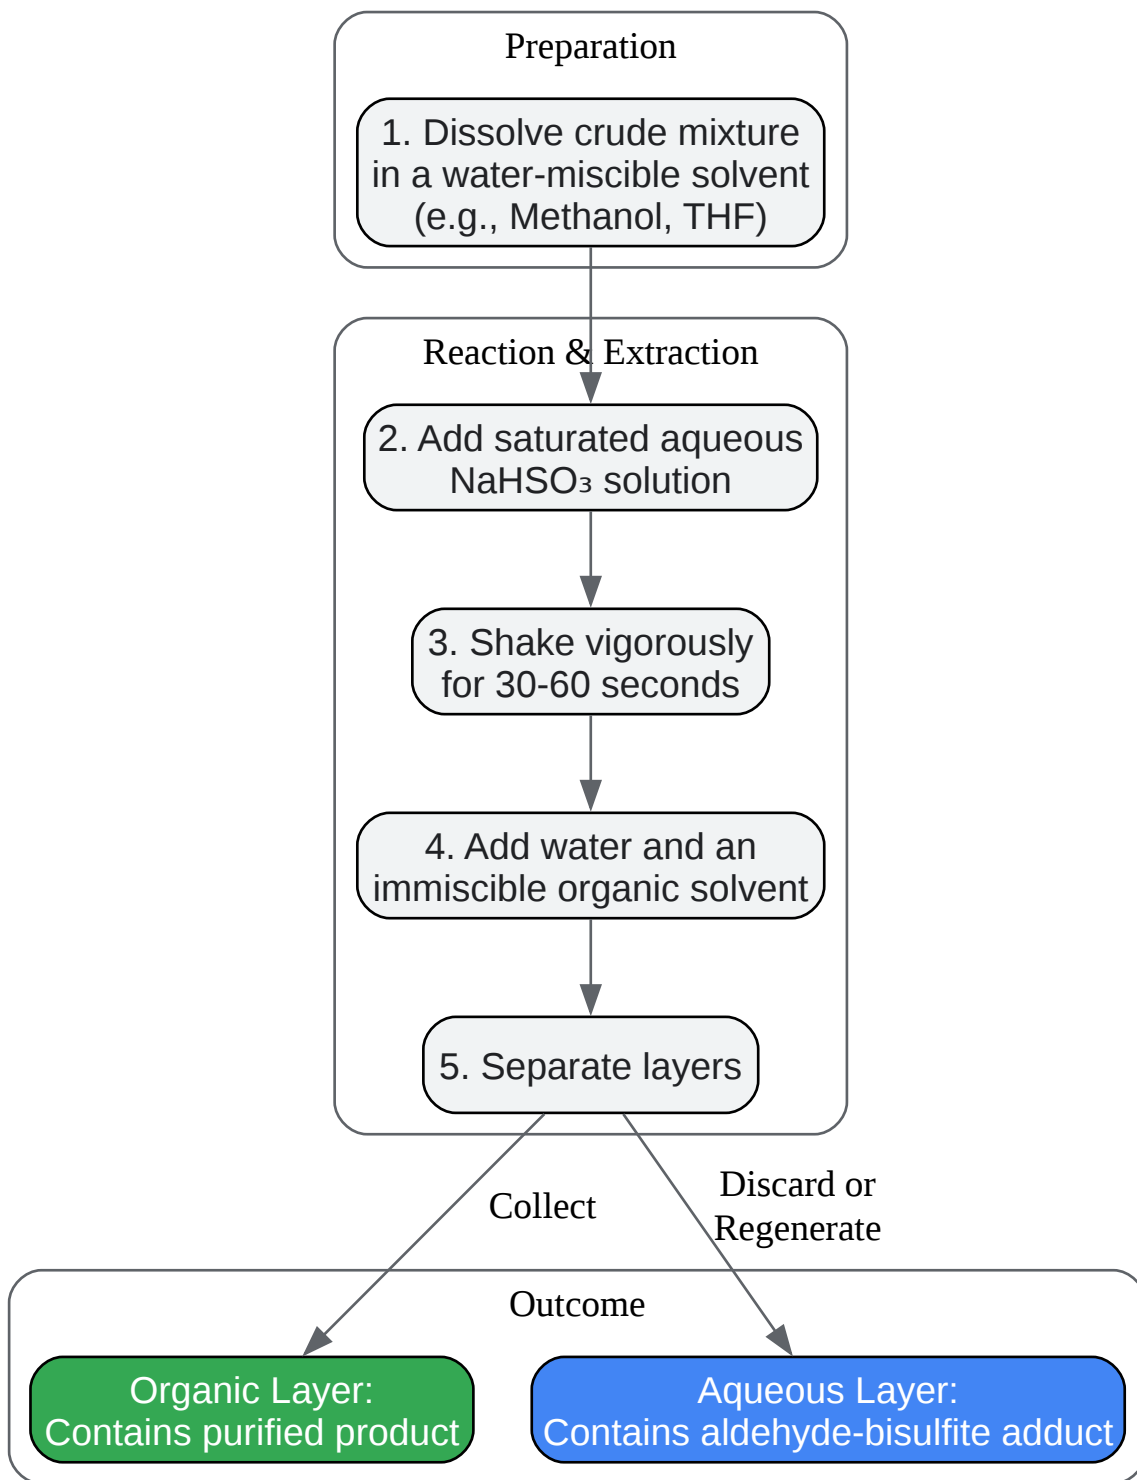 Preparation
1. Dissolve crude mixture
in a water-miscible solvent
(e.g., Methanol, THF)
Reaction & Extraction
2. Add saturated aqueous
NaHSO₃ solution
3. Shake vigorously
for 30-60 seconds
4. Add water and an
immiscible organic solvent
5. Separate layers
Collect
Discard or
Regenerate
Outcome
Organic Layer:
Contains purified product
Aqueous Layer:
Contains aldehyde-bisulfite adduct